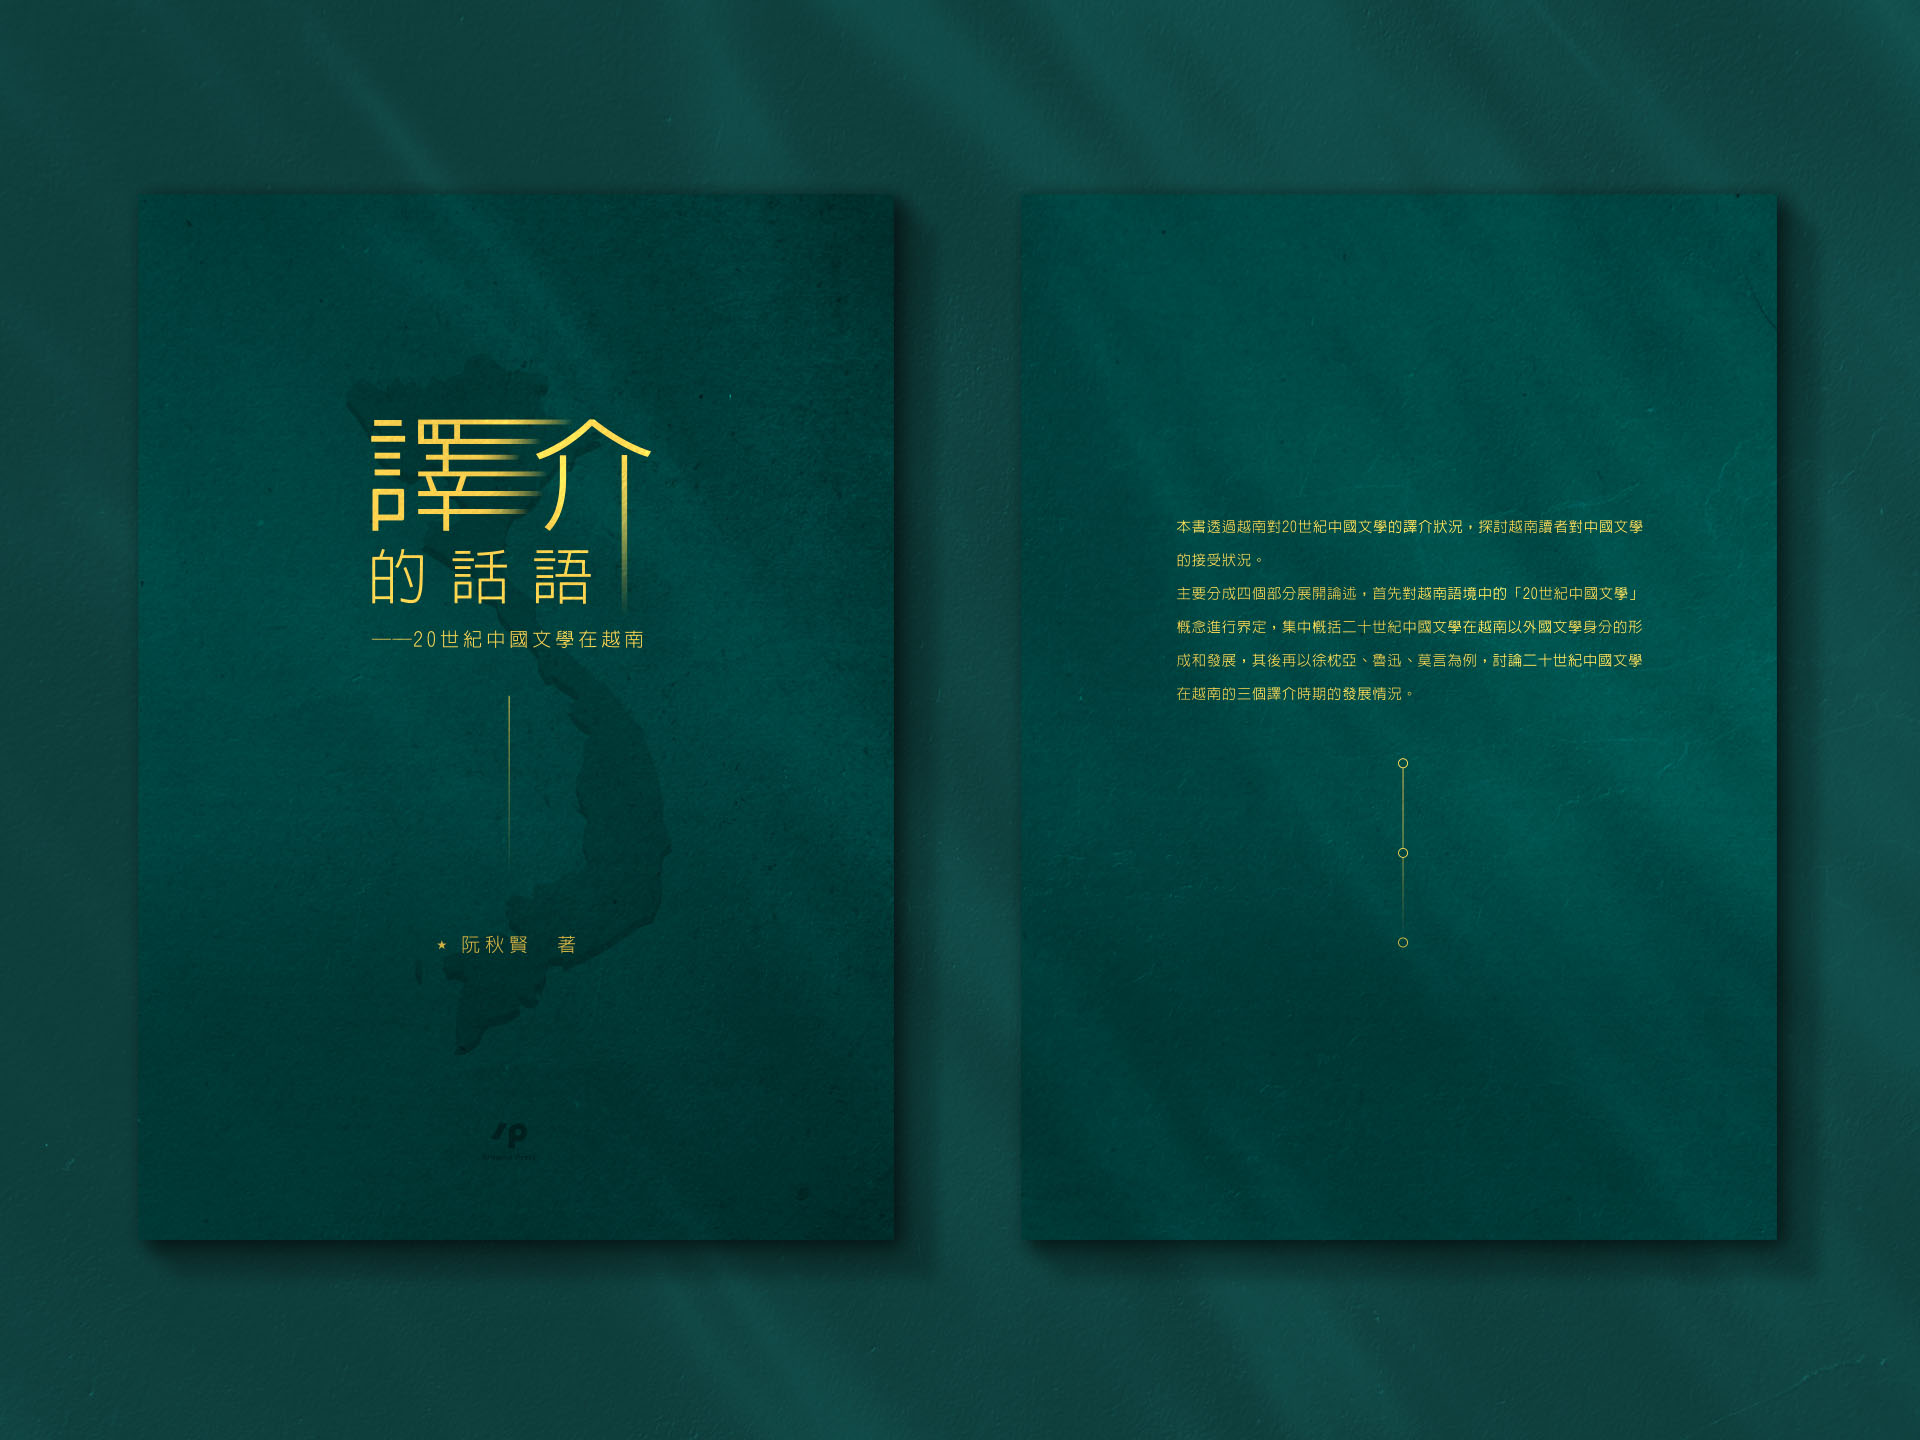 譯介
的話語
——20世紀中國文學在越南
★ 阮秋賢 著
本書透過越南對20世紀中國文學的譯介狀況，探討越南讀者對中國文學
的接受狀況。
主要分成四個部分展開論述，首先對越南語境中的「20世紀中國文學」
概念進行界定，集中概括二十世紀中國文學在越南以外國文學身分的形
成和發展，其後再以徐枕亞、魯迅、莫言為例，討論二十世紀中國文學
在越南的三個譯介時期的發展情況。